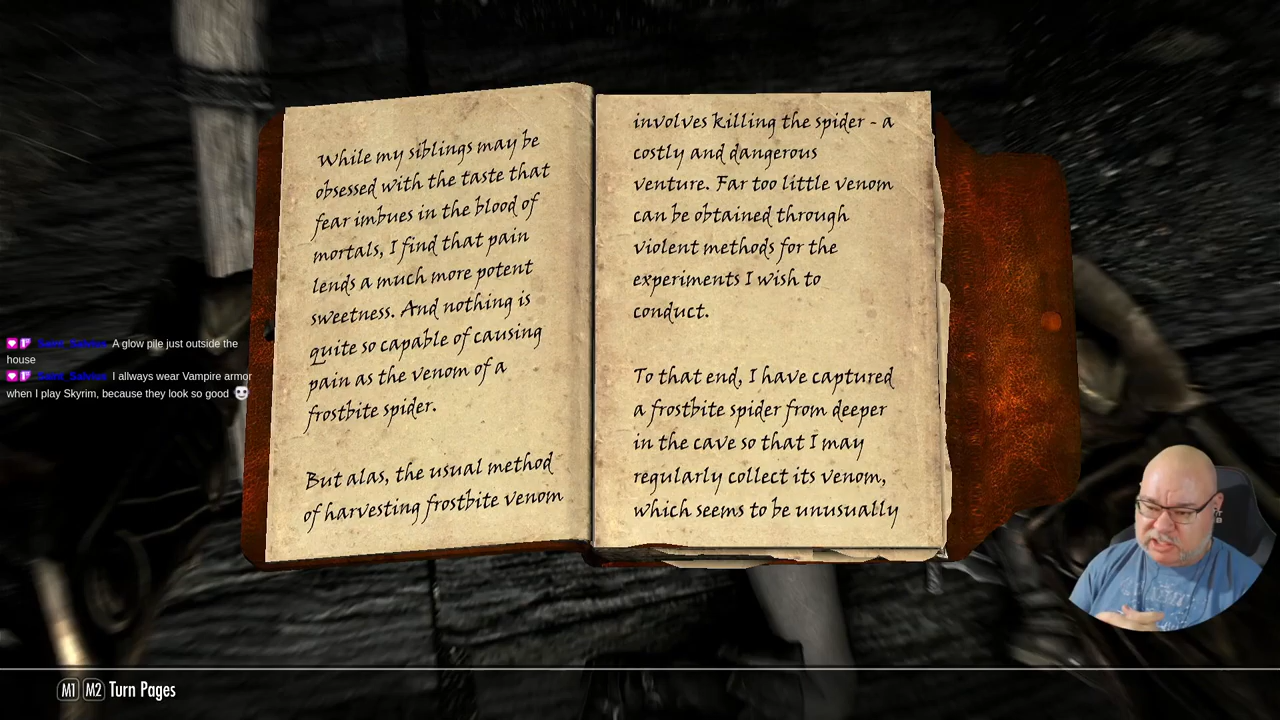 While my siblings may be
obsessed with the taste that
fear imbues in the blood of
mortals, I find that pain
lends a much more potent
sweetness. And nothing is
quite so capable of causing
pain as the venom of a
frostbite spider.
But alas, the usual method
of harvesting frostbite venom
involves killing the spider - a
costly and dangerous
venture. Far too little venom
can be obtained through
violent methods for the
experiments I wish to
conduct.
To that end, I have captured
a frostbite spider from deeper
in the cave so that I may
regularly collect its venom,
which seems to be unusually
A glow pile just outside the
house
I allways wear Vampire armor
when I play Skyrim, because they look so good
M1 M2 Turn Pages